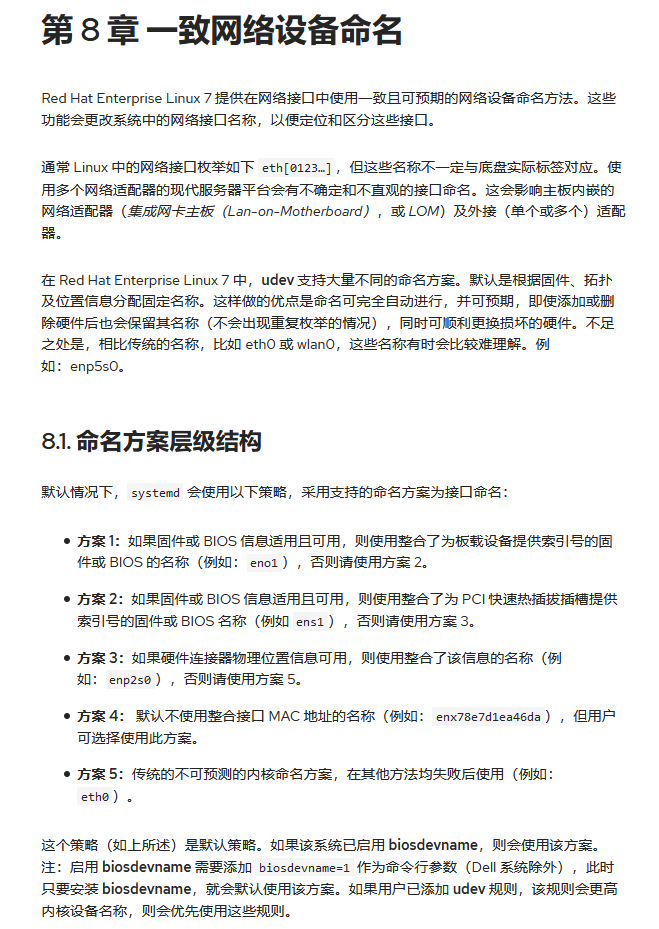 第 8 章 一致网络设备命名
Red Hat Enterprise Linux 7 提供在网络接口中使用一致且可预期的网络设备命名方法。这些
功能会更改系统中的网络接口名称，以便定位和区分这些接口。
通常 Linux 中的网络接口枚举如下 eth[0123…]，但这些名称不一定与底盘实际标签对应。使
用多个网络适配器的现代服务器平台会有不确定和不直观的接口命名。这会影响主板内嵌的
网络适配器（集成网卡主板（Lan-on-Motherboard），或 LOM）及外接（单个或多个）适配
器。
在 Red Hat Enterprise Linux 7 中，udev 支持大量不同的命名方案。默认是根据固件、拓扑
及位置信息分配固定名称。这样做的优点是命名可完全自动进行，并可预期，即使添加或删
除硬件后也会保留其名称（不会出现重复枚举的情况），同时可顺利更换损坏的硬件。不足
之处是，相比传统的名称，比如 eth0 或 wlan0，这些名称有时会比较难理解。例
如：enp5s0。
8.1. 命名方案层级结构
默认情况下，systemd 会使用以下策略，采用支持的命名方案为接口命名：
• 方案 1：如果固件或 BIOS 信息适用且可用，则使用整合了为板载设备提供索引号的固
件或 BIOS 的名称（例如：eno1），否则请使用方案 2。
• 方案 2：如果固件或 BIOS 信息适用且可用，则使用整合了为 PCI 快速热插拔插槽提供
索引号的固件或 BIOS 名称（例如 ens1），否则请使用方案 3。
• 方案 3：如果硬件连接器物理位置信息可用，则使用整合了该信息的名称（例
如：enp2s0），否则请使用方案 5。
• 方案 4： 默认不使用整合接口 MAC 地址的名称（例如：enx78e7d1ea46da），但用户
可选择使用此方案。
• 方案 5：传统的不可预测的内核命名方案，在其他方法均失败后使用（例如：
eth0）。
这个策略（如上所述）是默认策略。如果该系统已启用 biosdevname，则会使用该方案。
注：启用 biosdevname 需要添加 biosdevname=1 作为命令行参数（Dell 系统除外），此时
只要安装 biosdevname，就会默认使用该方案。如果用户已添加 udev 规则，该规则会更高
内核设备名称，则会优先使用这些规则。